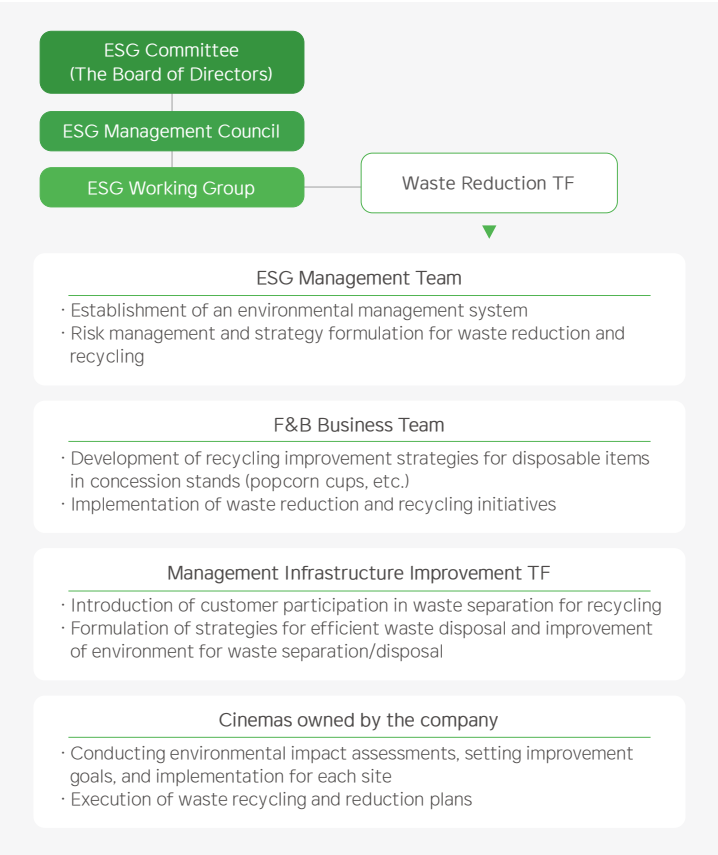 ESG Committee
(The Board of Directors)
ESG Management Council
ESG Working Group
Waste Reduction TF
ESG Management Team
· Establishment of an environmental management system
· Risk management and strategy formulation for waste reduction and
recycling
F&B Business Team
· Development of recycling improvement strategies for disposable items
in concession stands (popcorn cups, etc.)
· Implementation of waste reduction and recycling initiatives
Management Infrastructure Improvement TF
· Introduction of customer participation in waste separation for recycling
· Formulation of strategies for efficient waste disposal and improvement
of environment for waste separation/disposal
Cinemas owned by the company
· Conducting environmental impact assessments, setting improvement
goals, and implementation for each site
· Execution of waste recycling and reduction plans